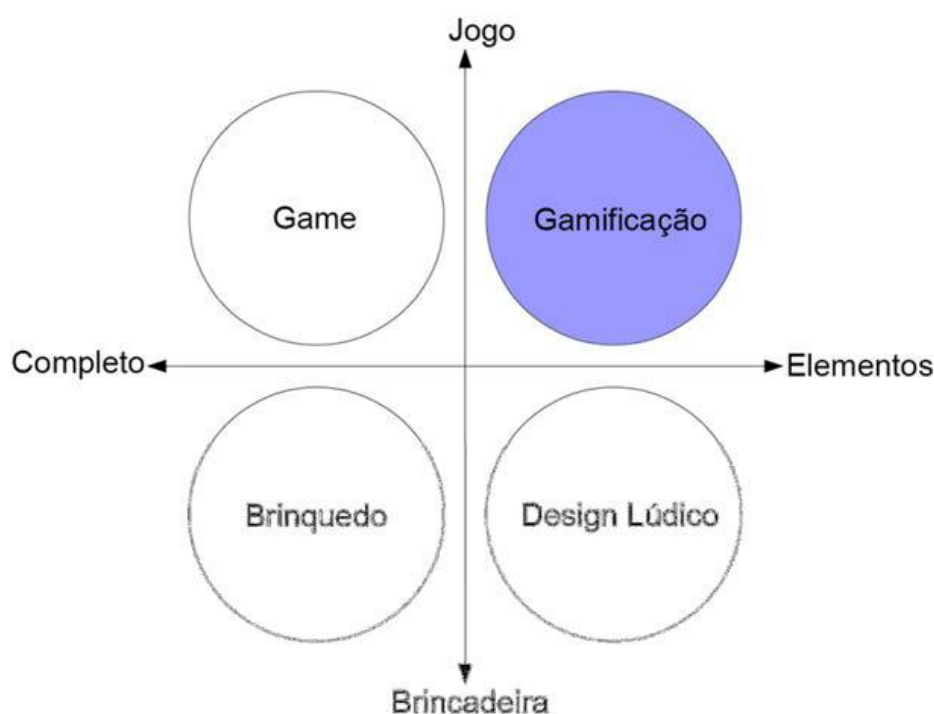 Jogo
Game
Gamificação
Completo
Elementos
Brinquedo
Design Lúdico
Brincadeira